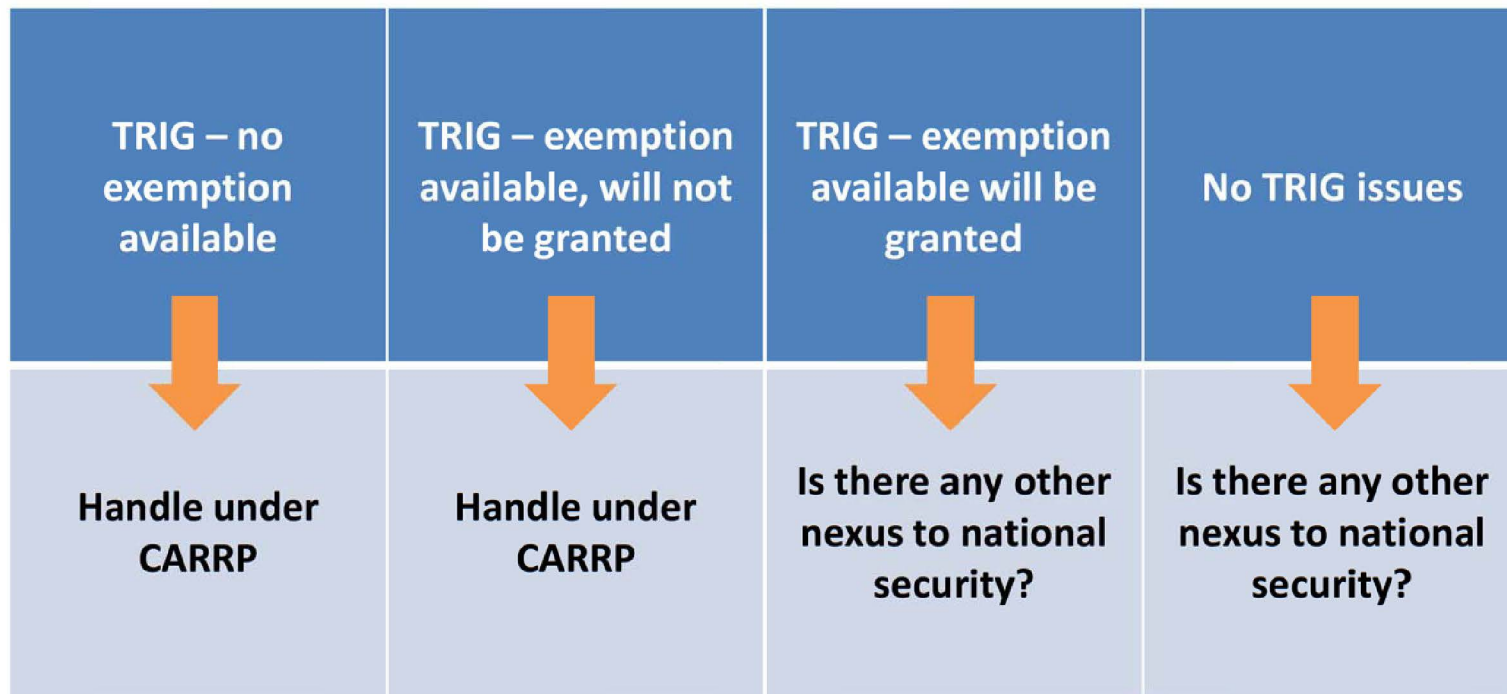 TRIG – no
exemption
available
TRIG – exemption
available, will not
be granted
TRIG – exemption
available will be
granted
No TRIG issues
Handle under
CARRP
Handle under
CARRP
Is there any other
nexus to national
security?
Is there any other
nexus to national
security?